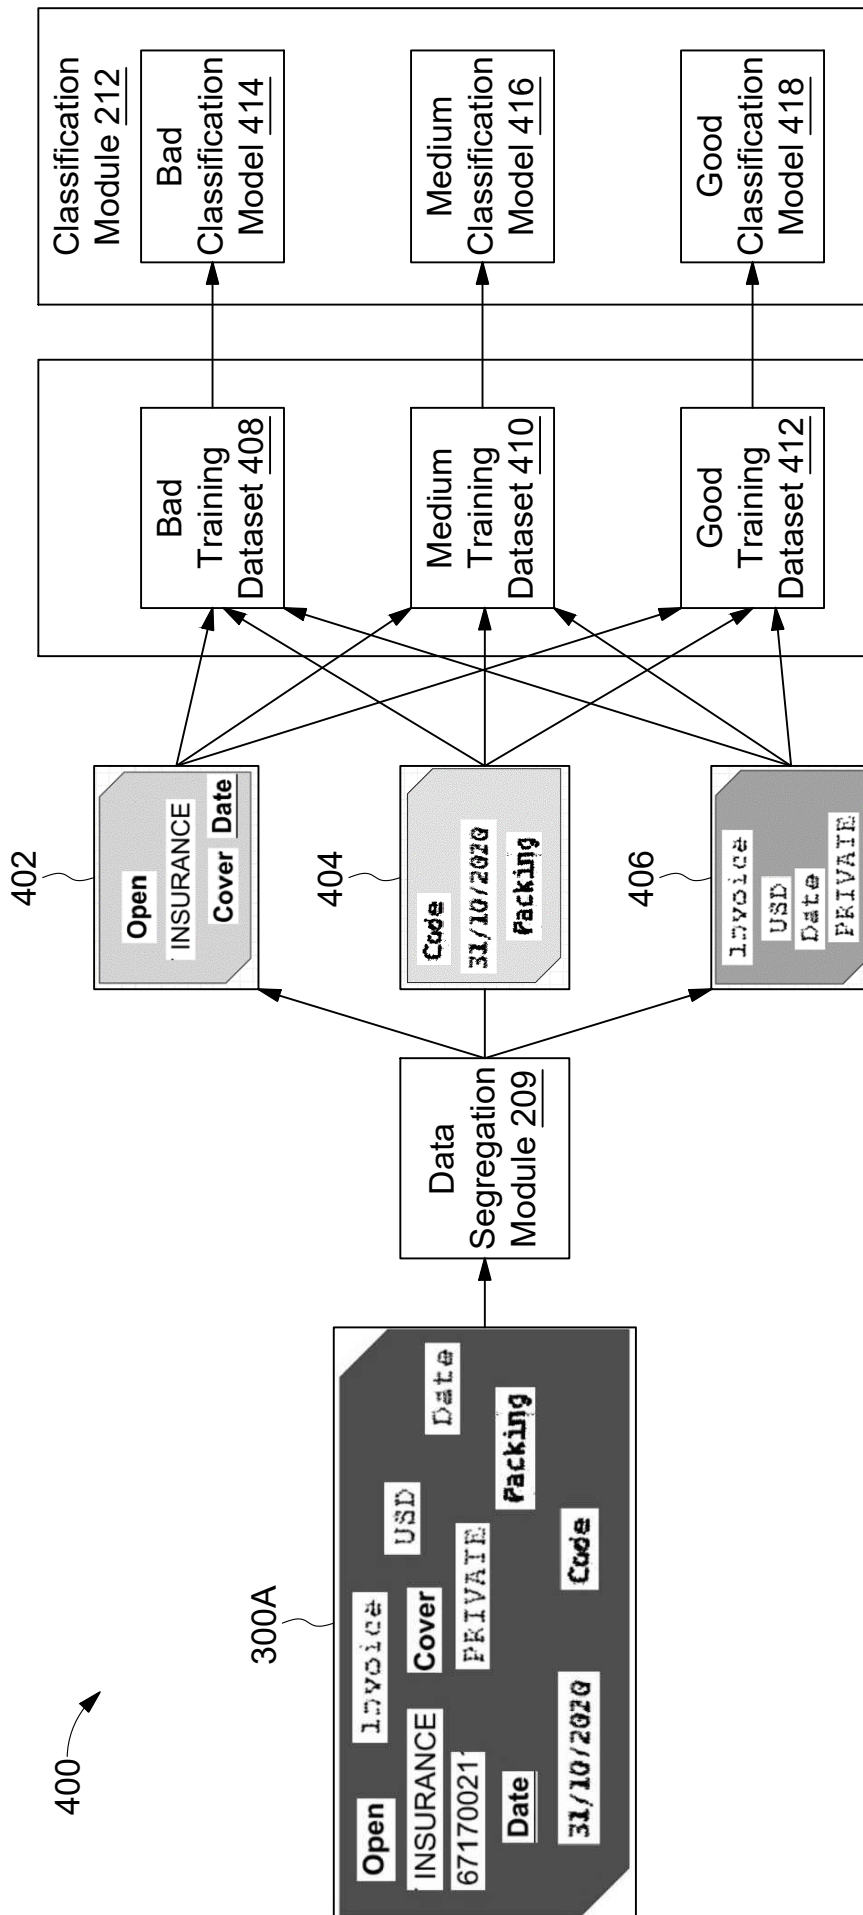 400
300A
Open
INSURANCE
671700211
Date
31/10/2020
Invoice
Cover
PRIVATE
USD
Date
Packing
Code
Data
Segregation
Module 209
402
Open
INSURANCE
Cover Date
404
Code
31/10/2020
Packing
406
Invoice
USD
Date
PRIVATE
Bad
Training
Dataset 408
Medium
Training
Dataset 410
Good
Training
Dataset 412
Classification
Module 212
Bad
Classification
Model 414
Medium
Classification
Model 416
Good
Classification
Model 418